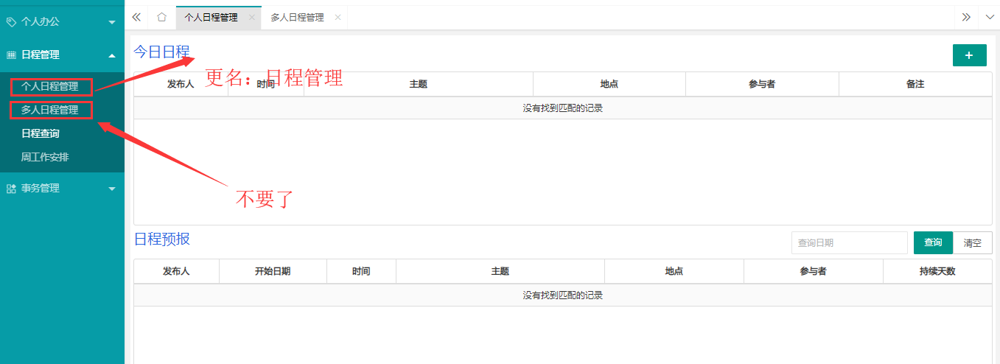 个人办公
日程管理
个人日程管理
多人日程管理
日程查询
周工作安排
事务管理
个人日程管理 多人日程管理
今日日程
更名：日程管理
发布人 时间 主题 地点 参与者 备注
没有找到匹配的记录
不要了
日程预报 查询日期 查询 清空
发布人 开始日期 时间 主题 地点 参与者 持续天数
没有找到匹配的记录